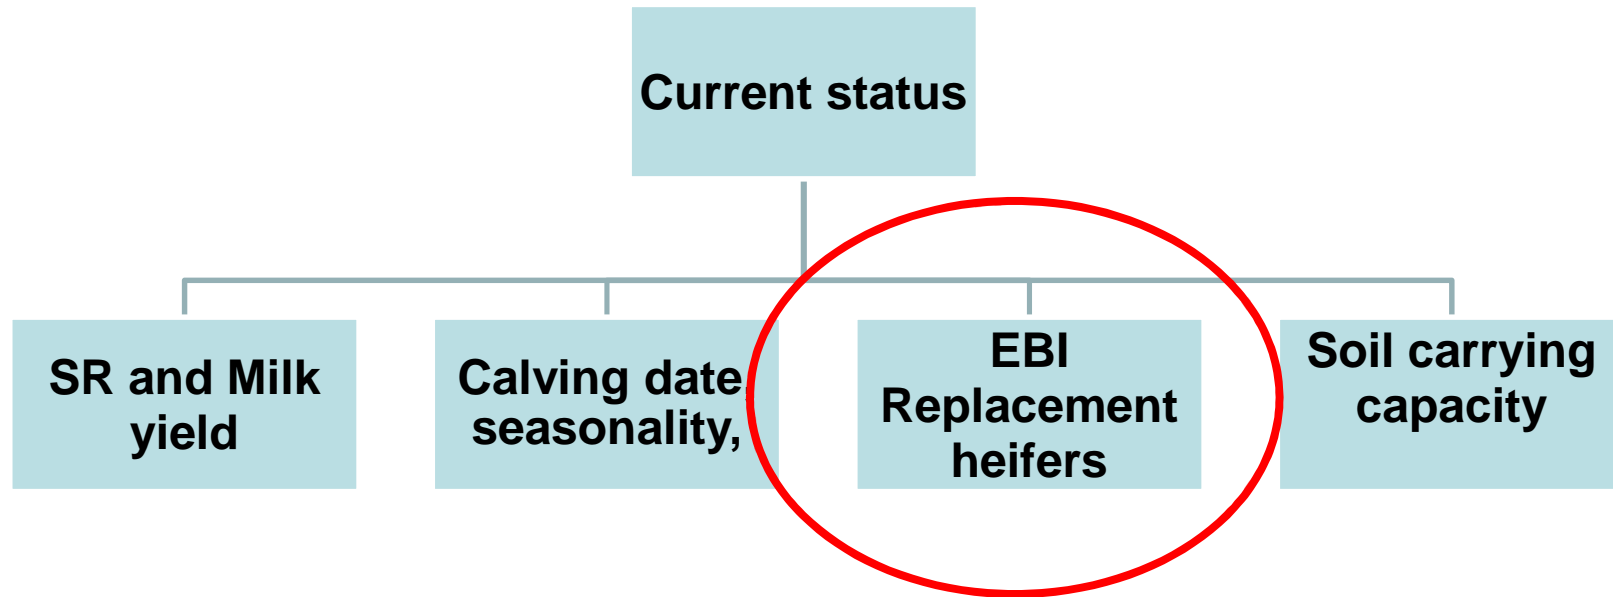 Current status
SR and Milk
yield
Calving date,
seasonality,
EBI
Replacement
heifers
Soil carrying
capacity